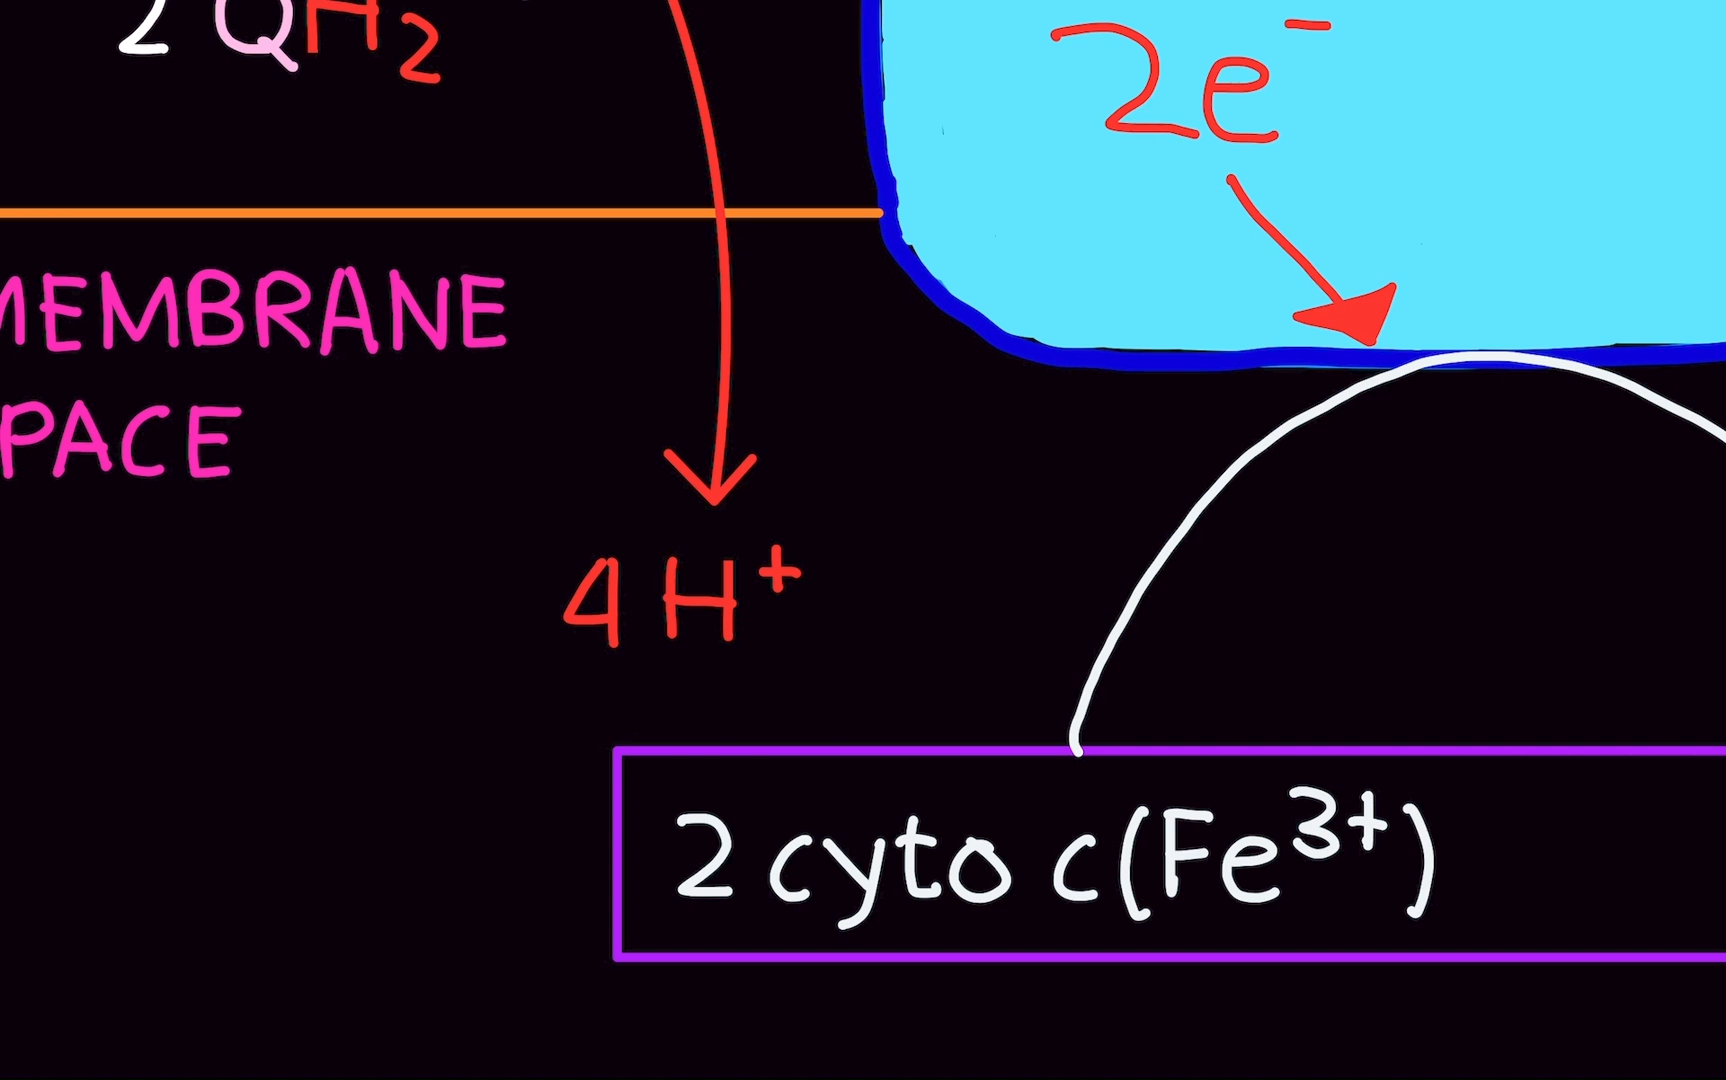 2 QH₂
2e⁻
MEMBRANE
PACE
4 H⁺
2 cyto c(Fe³⁺)